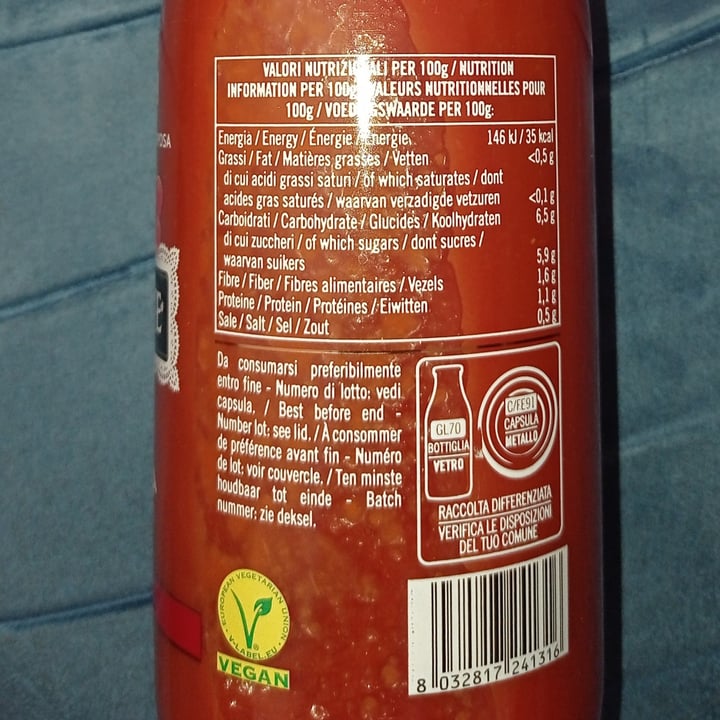 OSA
E
VALORI NUTRIZI ALI PER 100g / NUTRITION
INFORMATION PER 100g ALEURS NUTRITIONNELLES POUR
100g / VOED GSWAARDE PER 100g:
Energia / Energy / Énergie / Energie 146 kJ / 35 kcal
Grassi / Fat / Matières grasses / Vetten <0,5 g
di cui acidi grassi saturi / of which saturates / dont
acides gras saturés / waarvan verzadigde vetzuren <0,1 g
Carboidrati / Carbohydrate / Glucides / Koolhydraten 6,5 g
di cui zuccheri / of which sugars / dont sucres /
waarvan suikers 5,9 g
Fibre / Fiber / Fibres alimentaires / Vezels 1,6 g
Proteine / Protein / Protéines / Eiwitten 1,1 g
Sale / Salt / Sel / Zout 0,5 g
Da consumarsi preferibilmente
entro fine - Numero di lotto: vedi
capsula. / Best before end -
Number lot: see lid. / À consommer
de préférence avant fin - Numéro
de lot: voir couvercle. / Ten minste
houdbaar tot einde - Batch
nummer: zie deksel.
GL70
BOTTIGLIA
VETRO
C/FE91
CAPSULA
METALLO
RACCOLTA DIFFERENZIATA
VERIFICA LE DISPOSIZIONI
DEL TUO COMUNE
EUROPEAN VEGETARIAN UNION
V-LABEL.EU
VEGAN
8 032817 241316